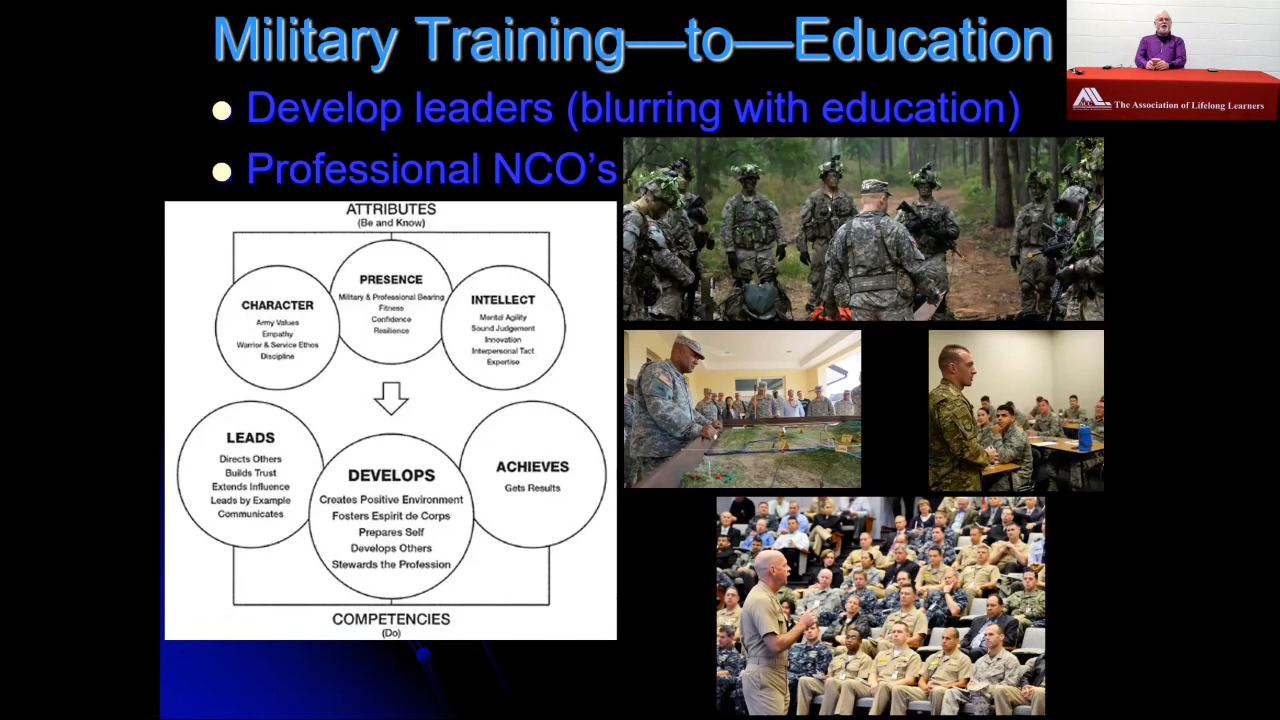 Military Training—to—Education
Develop leaders (blurring with education)
Professional NCO's
ATTRIBUTES
(Be and Know)
CHARACTER
Army Values
Empathy
Warrior & Service Ethos
Discipline
PRESENCE
Military & Professional Bearing
Fitness
Confidence
Resilience
INTELLECT
Mental Agility
Sound Judgement
Innovation
Interpersonal Tact
Expertise
LEADS
Directs Others
Builds Trust
Extends Influence
Leads by Example
Communicates
DEVELOPS
Creates Positive Environment
Fosters Espirit de Corps
Prepares Self
Develops Others
Stewards the Profession
ACHIEVES
Gets Results
COMPETENCIES
(Do)
ACC
The Association of Lifelong Learners